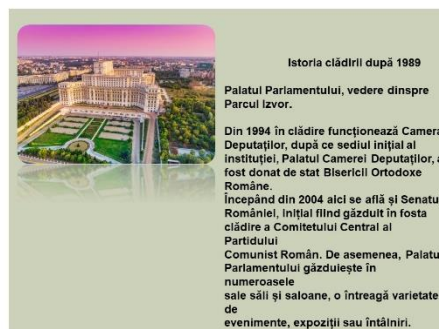 Istoria clădirii după 1989
Palatul Parlamentului, vedere dinspre
Parcul Izvor.
Din 1994 în clădire funcționează Camera
Deputaților, după ce sediul inițial al
instituției, Palatul Camerei Deputaților, a
fost donat de stat Bisericii Ortodoxe
Române.
Începând din 2004 aici se află și Senatu
României, inițial fiind găzduit în fosta
clădire a Comitetului Central al
Partidului
Comunist Român. De asemenea, Palatu
Parlamentului găzduiește în
numeroasele
sale săli și saloane, o întreagă varietate
de
evenimente, expoziții sau întâlniri.